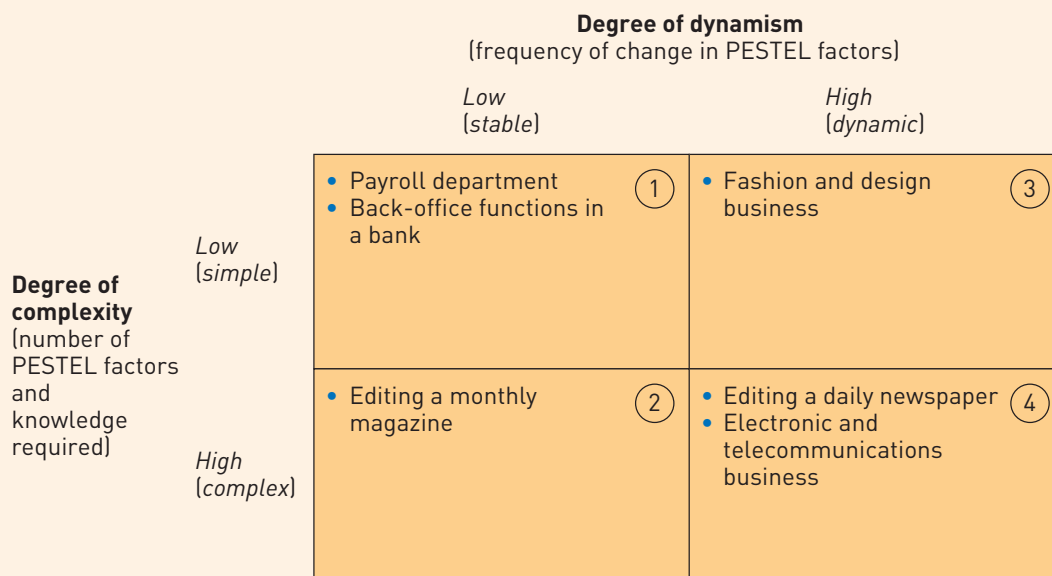 Degree of dynamism
(frequency of change in PESTEL factors)
Low
(stable)
High
(dynamic)
Degree of
complexity
(number of
PESTEL factors
and
knowledge
required)
Low
(simple)
• Payroll department
• Back-office functions in
a bank
1
• Fashion and design
business
3
High
(complex)
• Editing a monthly
magazine
2
• Editing a daily newspaper
• Electronic and
telecommunications
business
4